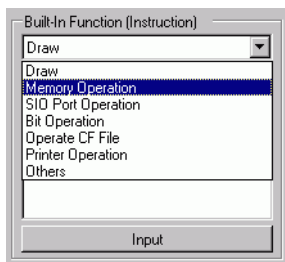 Built-In Function (Instruction)
Draw
Draw
Memory Operation
SIO Port Operation
Bit Operation
Operate CF File
Printer Operation
Others
Input